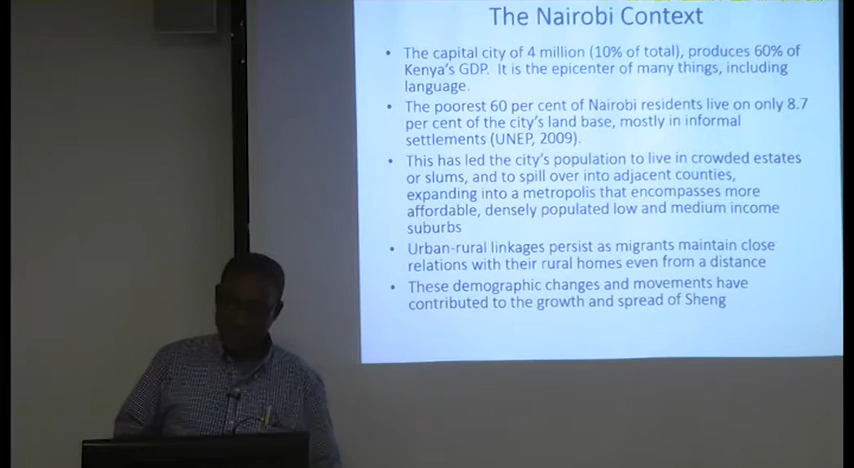 The Nairobi Context
• The capital city of 4 million (10% of total), produces 60% of
Kenya's GDP. It is the epicenter of many things, including
language.
• The poorest 60 per cent of Nairobi residents live on only 8.7
per cent of the city's land base, mostly in informal
settlements (UNEP, 2009).
• This has led the city's population to live in crowded estates
or slums, and to spill over into adjacent counties,
expanding into a metropolis that encompasses more
affordable, densely populated low and medium income
suburbs
• Urban-rural linkages persist as migrants maintain close
relations with their rural homes even from a distance
• These demographic changes and movements have
contributed to the growth and spread of Sheng